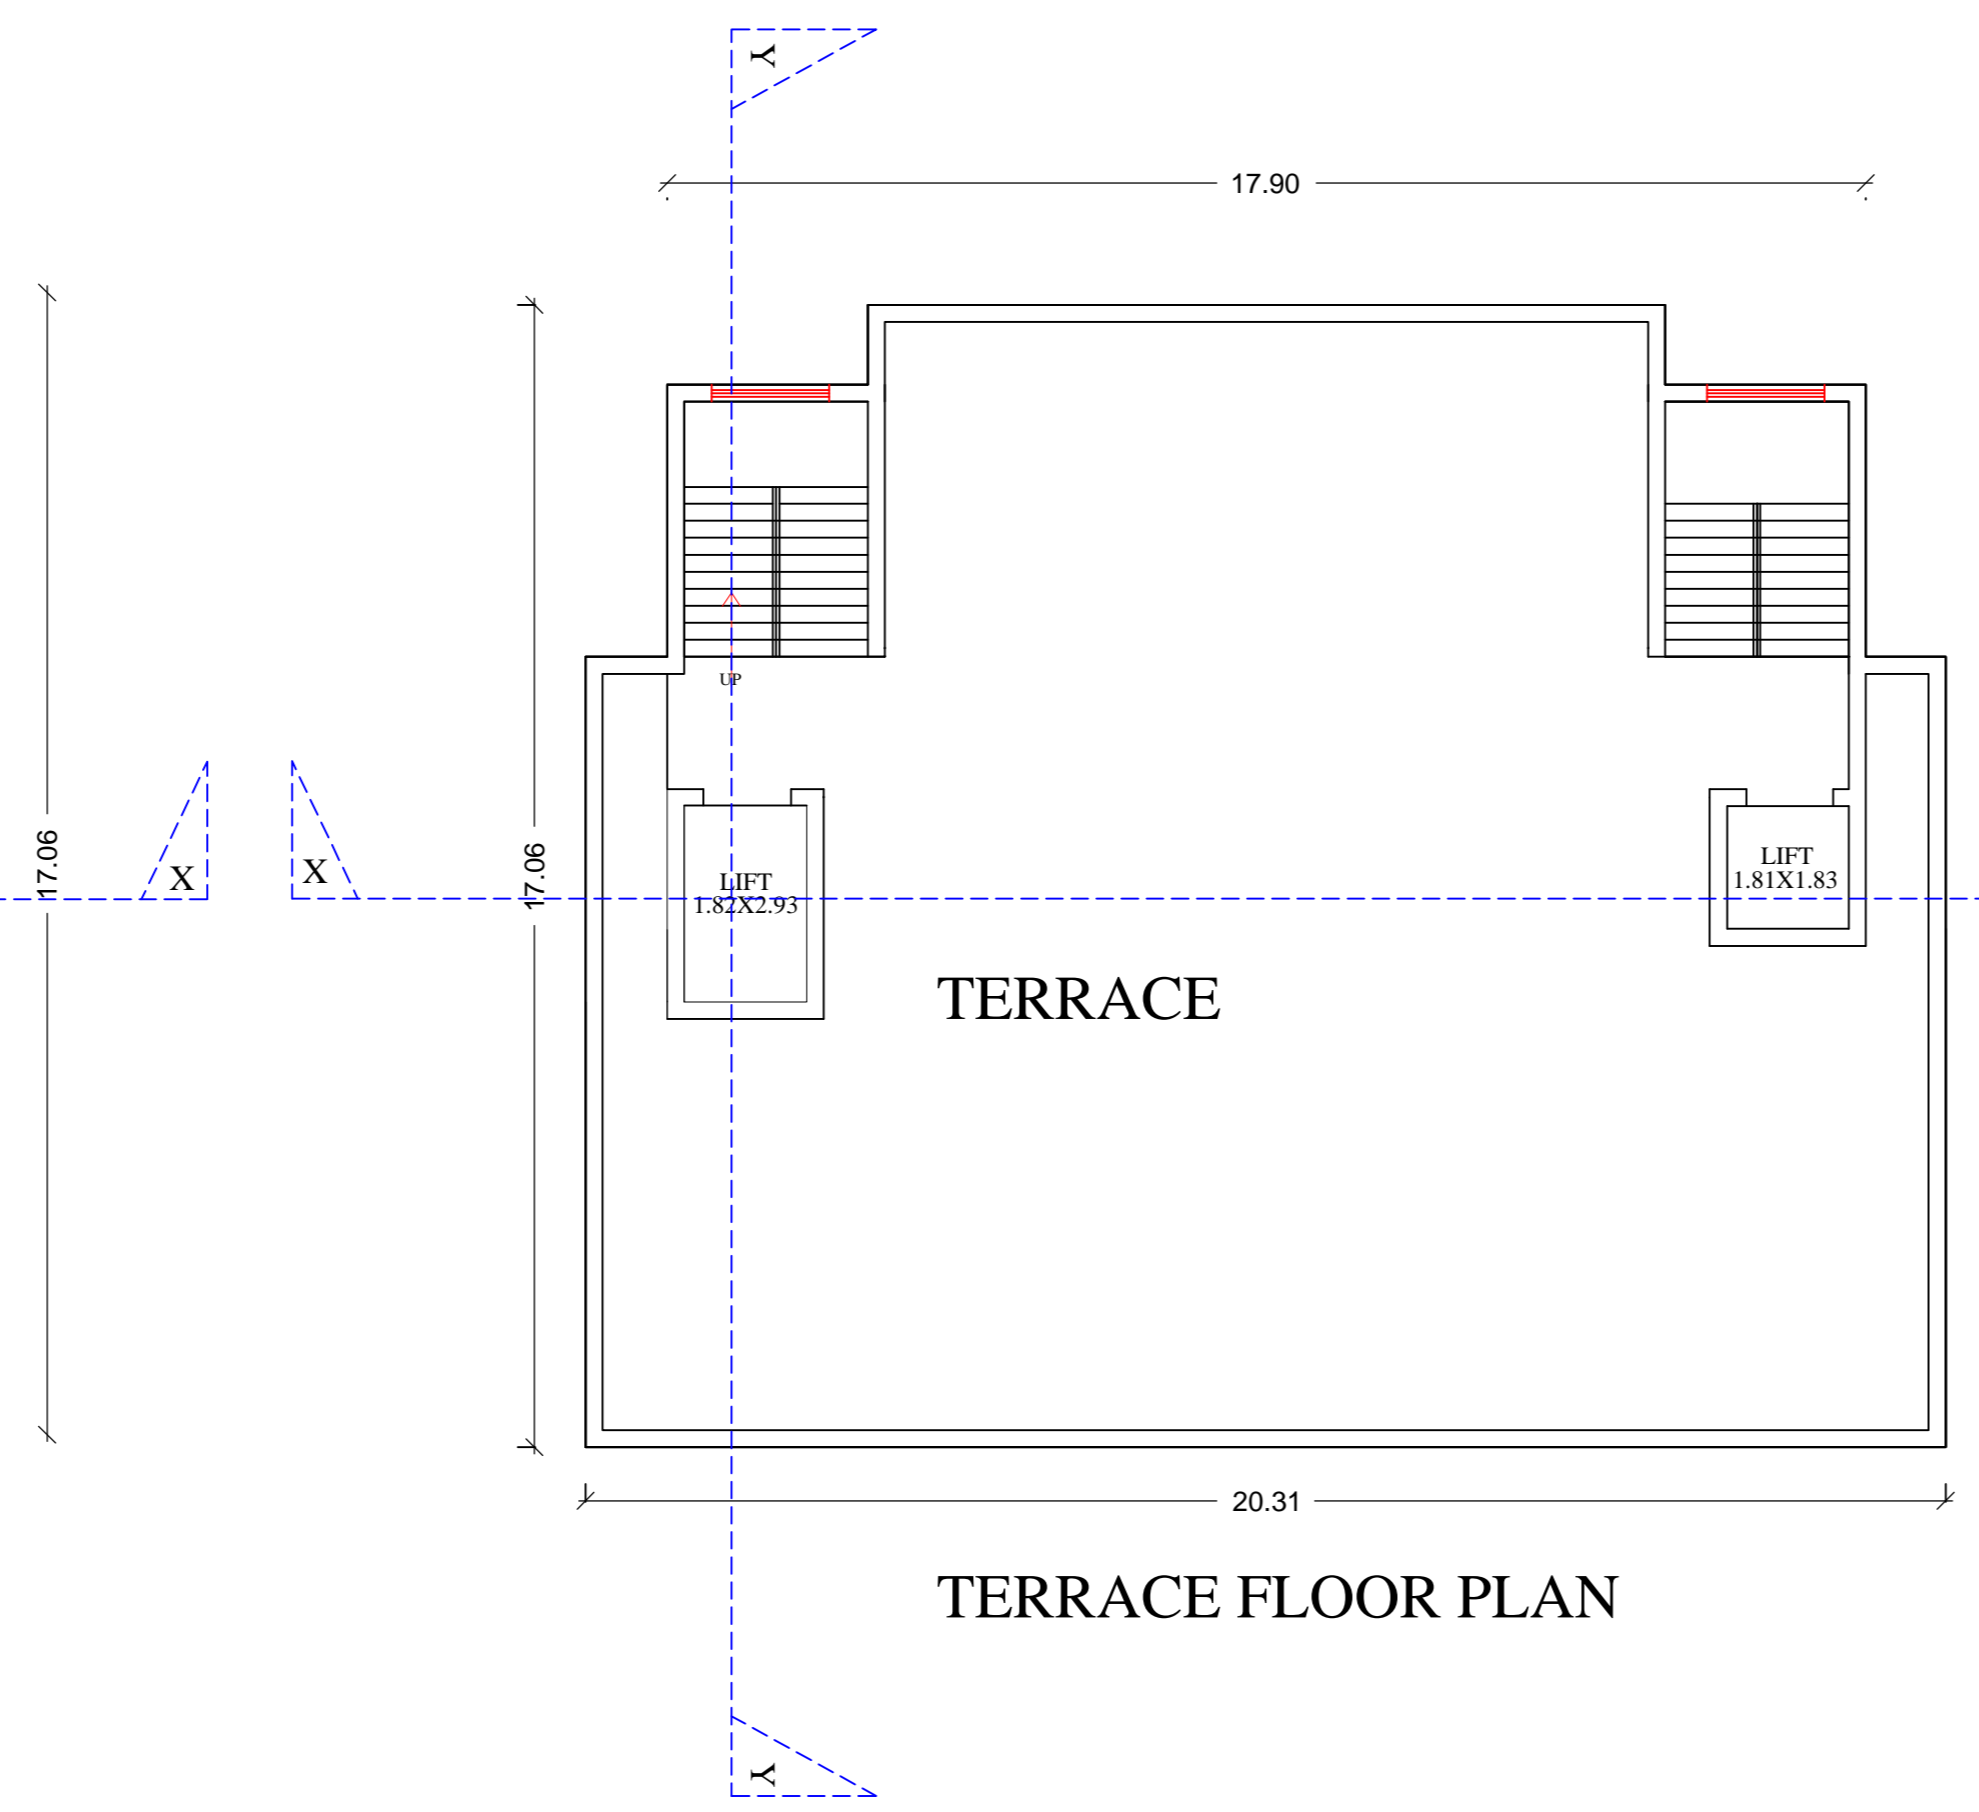 Y
17.90
17.06
17.06
UP
X
X
LIFT
1.82X2.93
LIFT
1.81X1.83
TERRACE
20.31
TERRACE FLOOR PLAN
Y